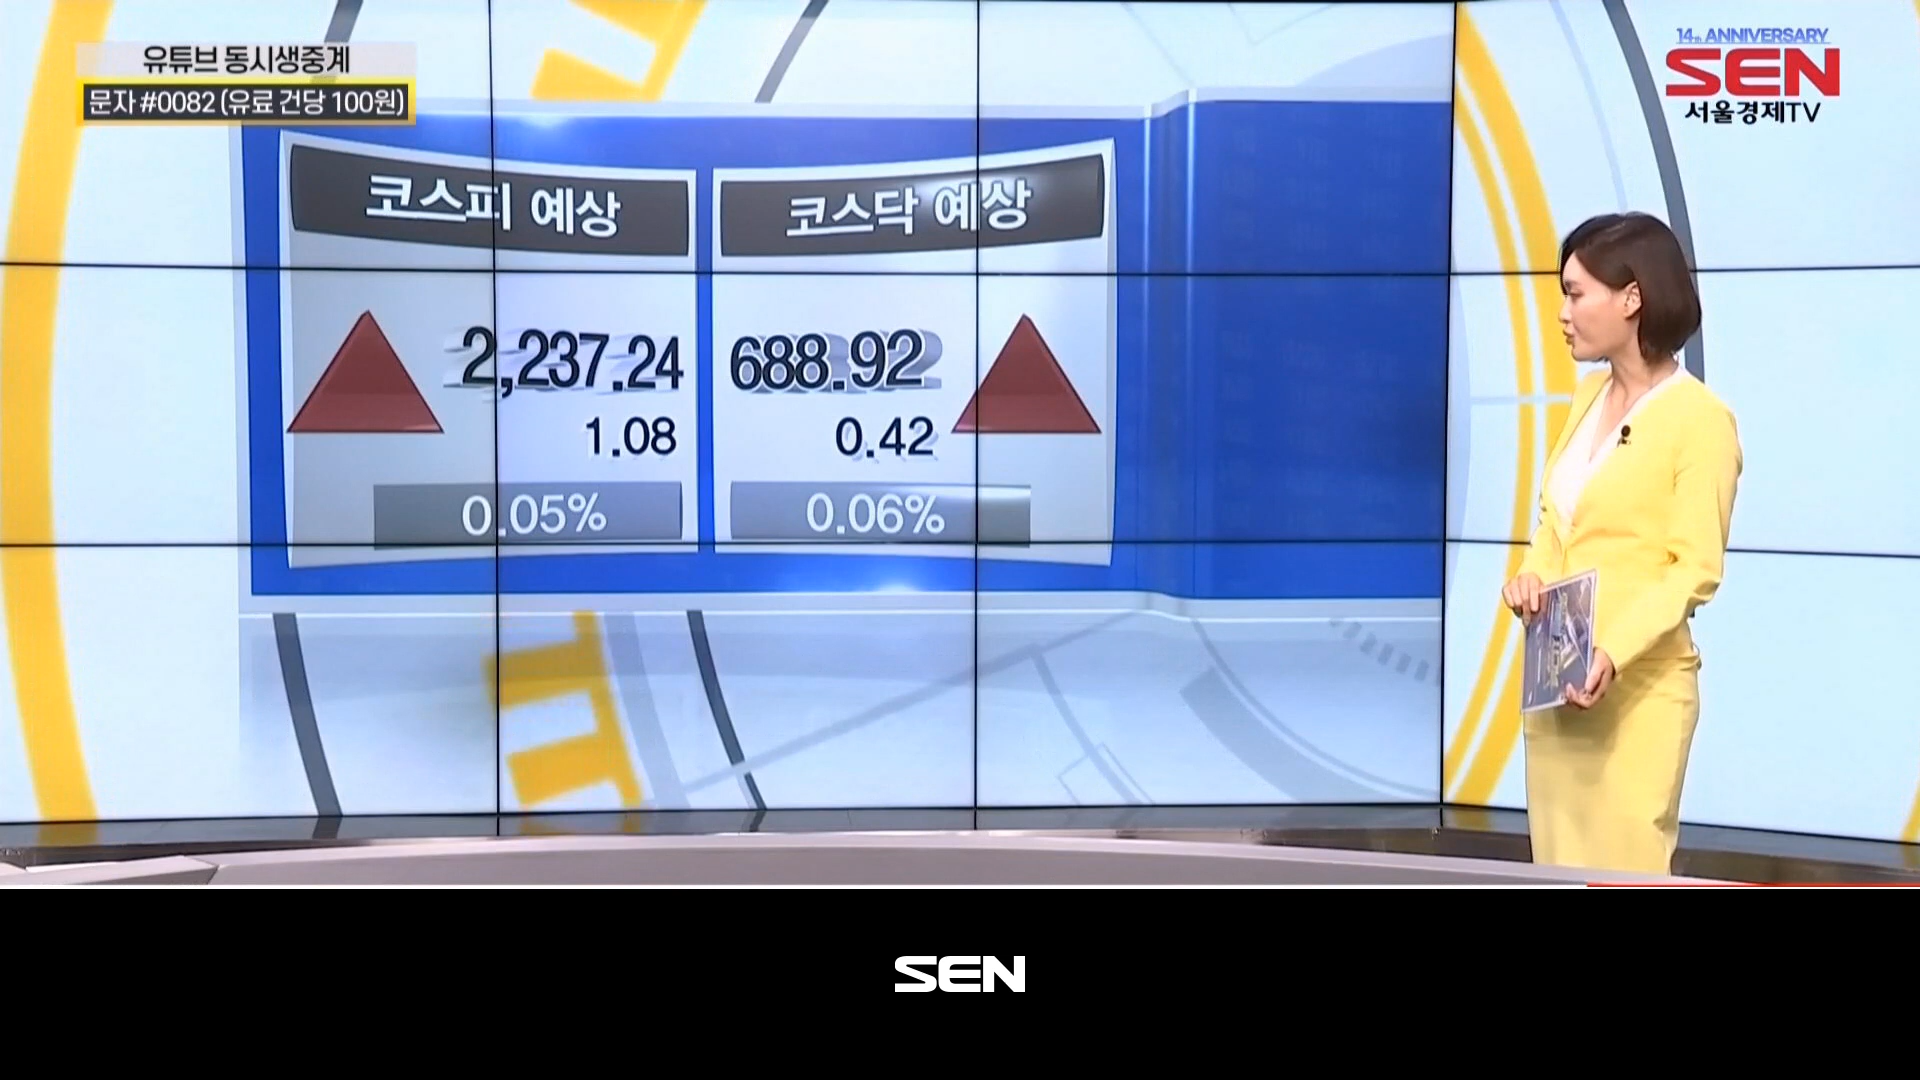 유튜브 동시생중계
문자 #0082 (유료 건당 100원)
14th ANNIVERSARY
SEN
서울경제TV
코스피 예상
2,237.24
1.08
0.05%
코스닥 예상
688.92
0.42
0.06%
SEN